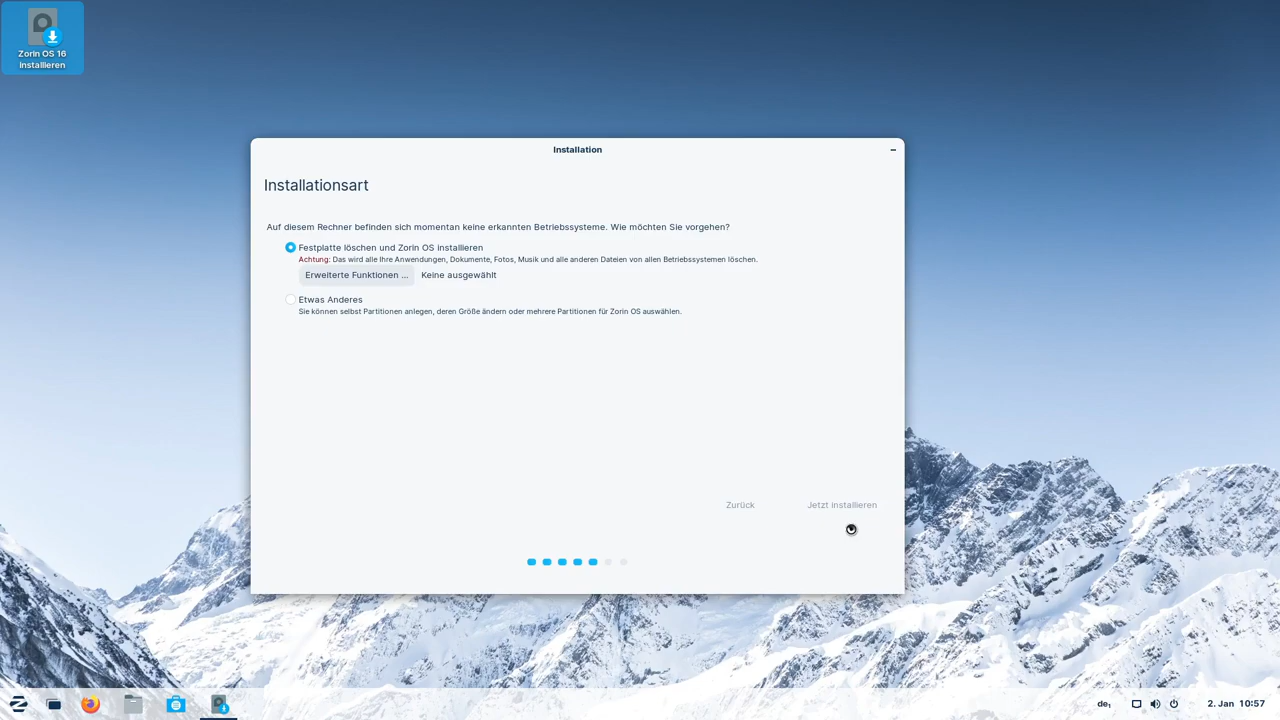 Zorin OS 16
installieren
Installation
Installationsart
Auf diesem Rechner befinden sich momentan keine erkannten Betriebssysteme. Wie möchten Sie vorgehen?
Festplatte löschen und Zorin OS installieren
Achtung: Das wird alle Ihre Anwendungen, Dokumente, Fotos, Musik und alle anderen Dateien von allen Betriebssystemen löschen.
Erweiterte Funktionen ... Keine ausgewählt
Etwas Anderes
Sie können selbst Partitionen anlegen, deren Größe ändern oder mehrere Partitionen für Zorin OS auswählen.
Zurück Jetzt installieren
de₁ 2. Jan 10:57